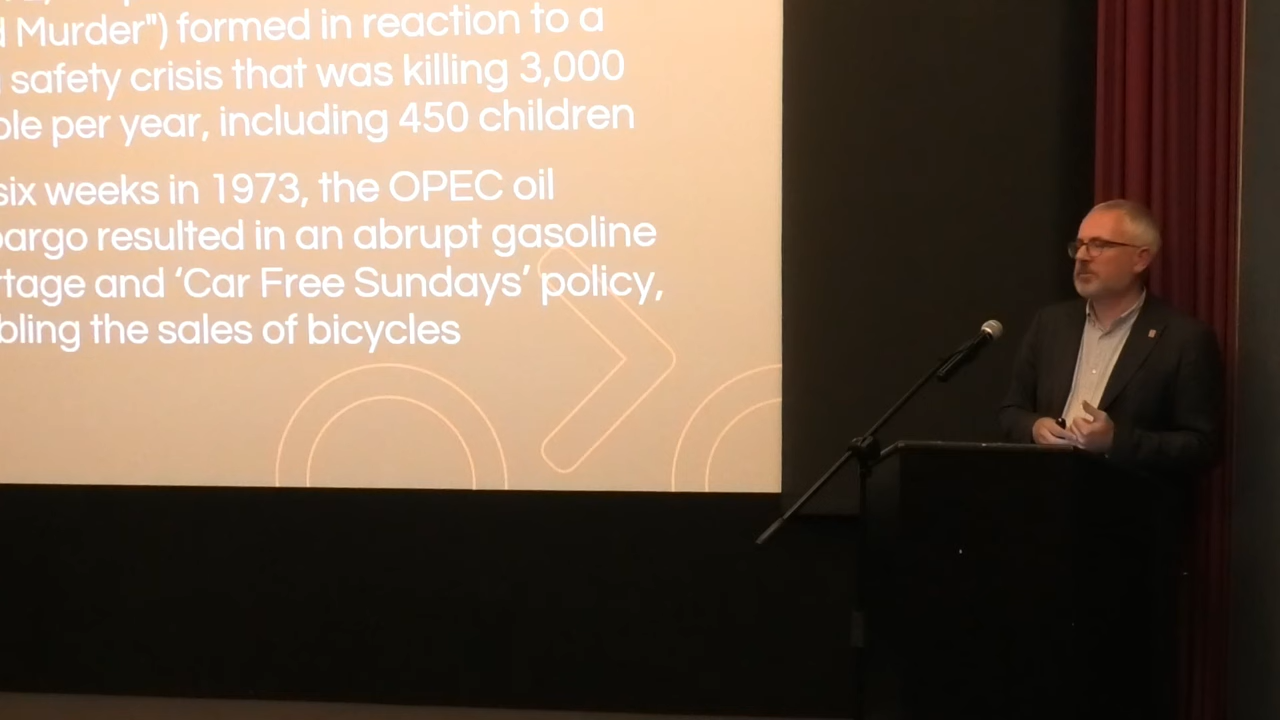 Murder") formed in reaction to a
safety crisis that was killing 3,000
ple per year, including 450 children
six weeks in 1973, the OPEC oil
bargo resulted in an abrupt gasoline
rtage and ‘Car Free Sundays’ policy,
bling the sales of bicycles